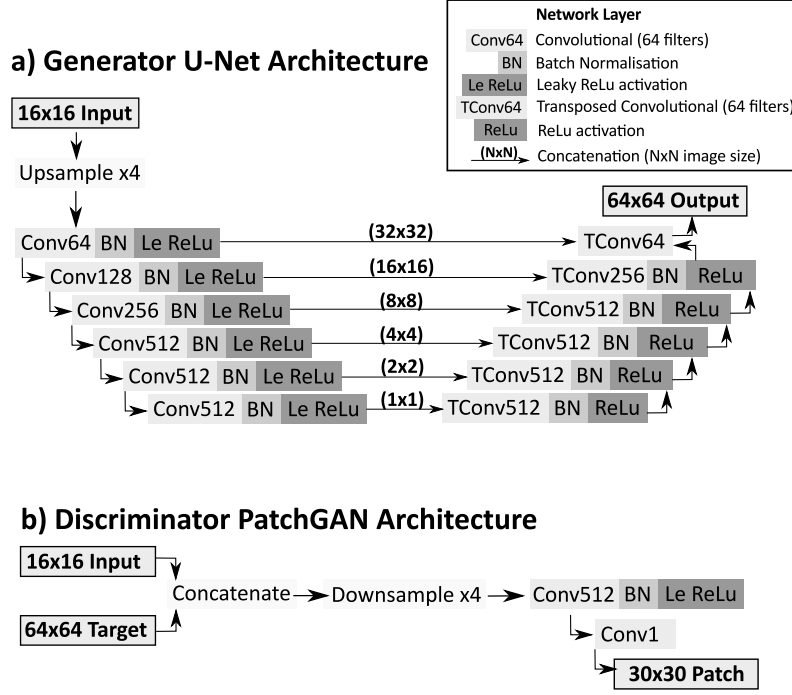 Network Layer
Conv64 Convolutional (64 filters)
BN Batch Normalisation
Le ReLu Leaky ReLu activation
TConv64 Transposed Convolutional (64 filters)
ReLu ReLu activation
(NxN) Concatenation (NxN image size)
a) Generator U-Net Architecture
16x16 Input
Upsample x4
64x64 Output
Conv64 BN Le ReLu (32x32) TConv64
Conv128 BN Le ReLu (16x16) TConv256 BN ReLu
Conv256 BN Le ReLu (8x8) TConv512 BN ReLu
Conv512 BN Le ReLu (4x4) TConv512 BN ReLu
Conv512 BN Le ReLu (2x2) TConv512 BN ReLu
Conv512 BN Le ReLu (1x1) TConv512 BN ReLu
b) Discriminator PatchGAN Architecture
16x16 Input
Concatenate Downsample x4 Conv512 BN Le ReLu
64x64 Target
Conv1
30x30 Patch